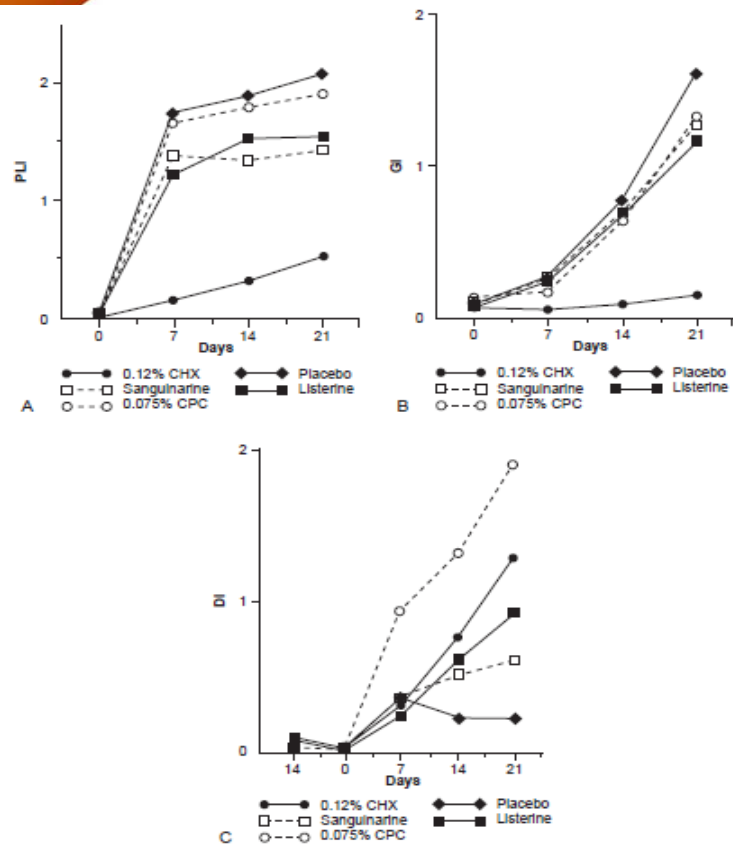 2
1
0
PLI
0 7 14 21
Days
0.12% CHX Placebo
Sanguinarine Listerine
0.075% CPC
A
2
1
0
GI
0 7 14 21
Days
0.12% CHX Placebo
Sanguinarine Listerine
0.075% CPC
B
2
1
0
DI
14 0 7 14 21
Days
0.12% CHX Placebo
Sanguinarine Listerine
0.075% CPC
C